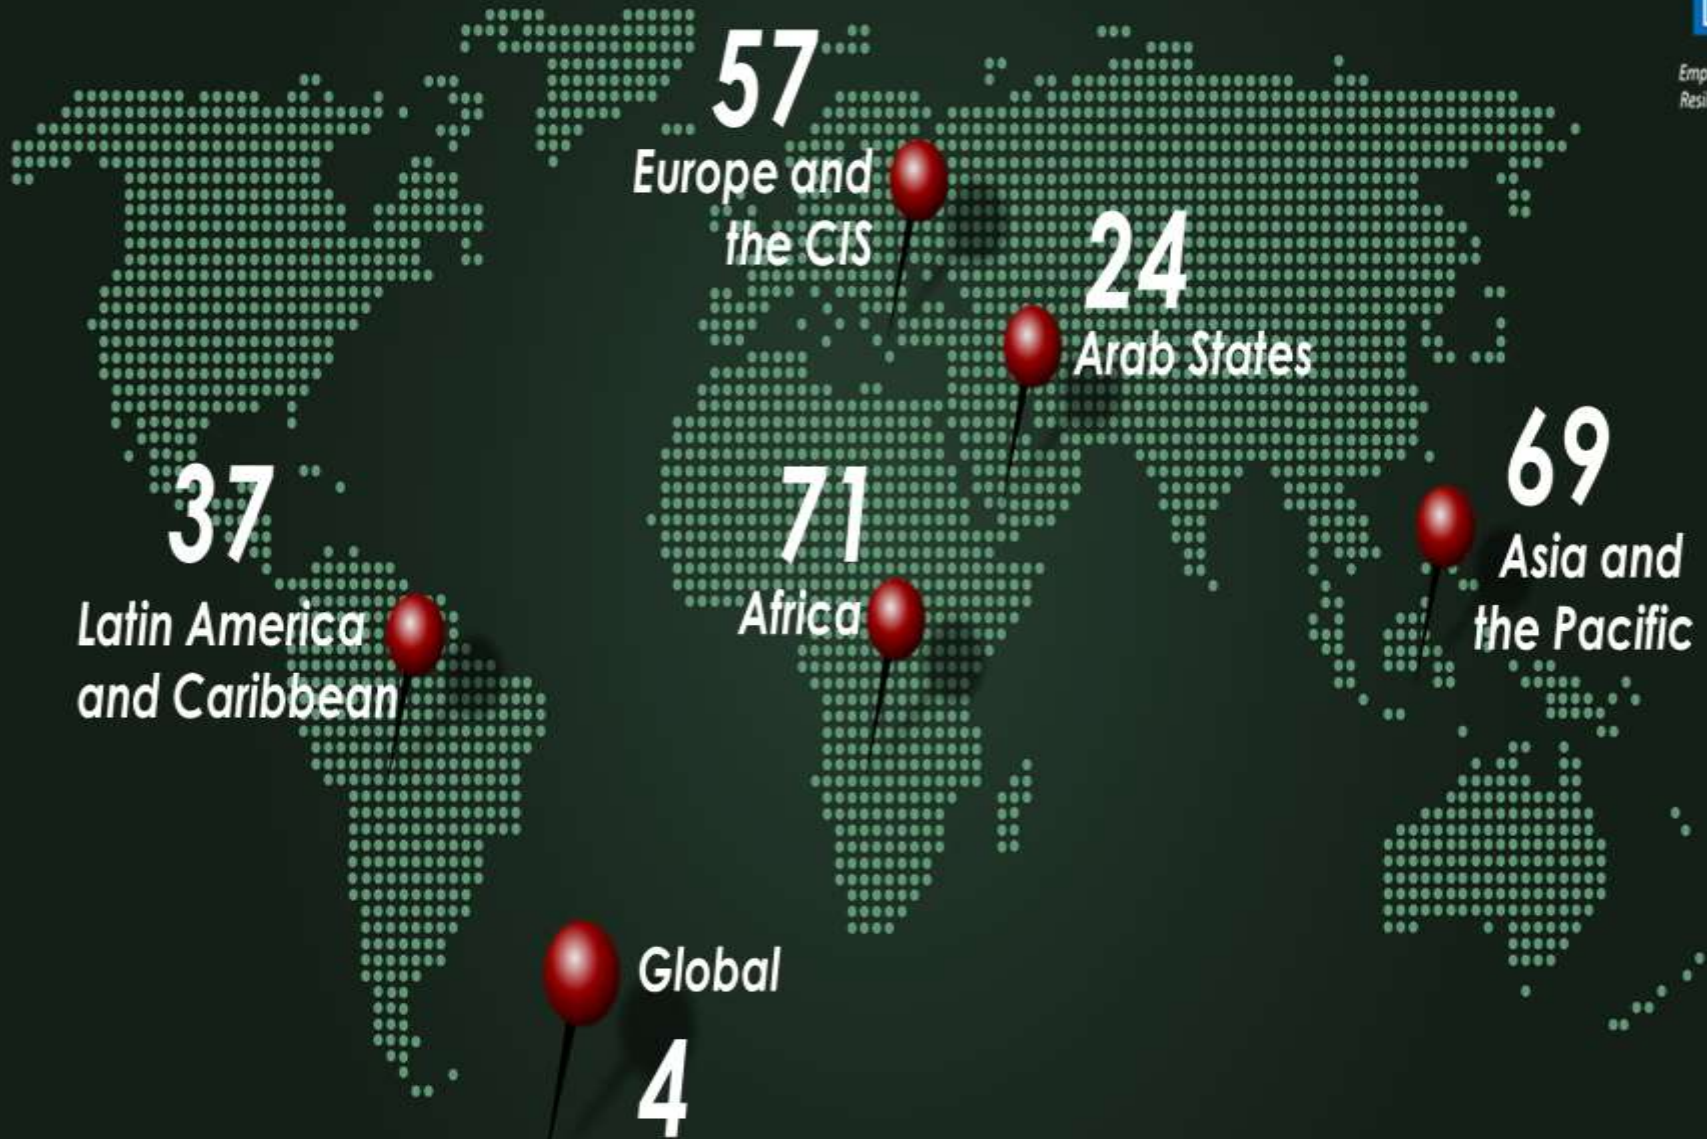 57
Europe and
the CIS
24
Arab States
69
Asia and
the Pacific
37
Latin America
and Caribbean
71
Africa
Global
4